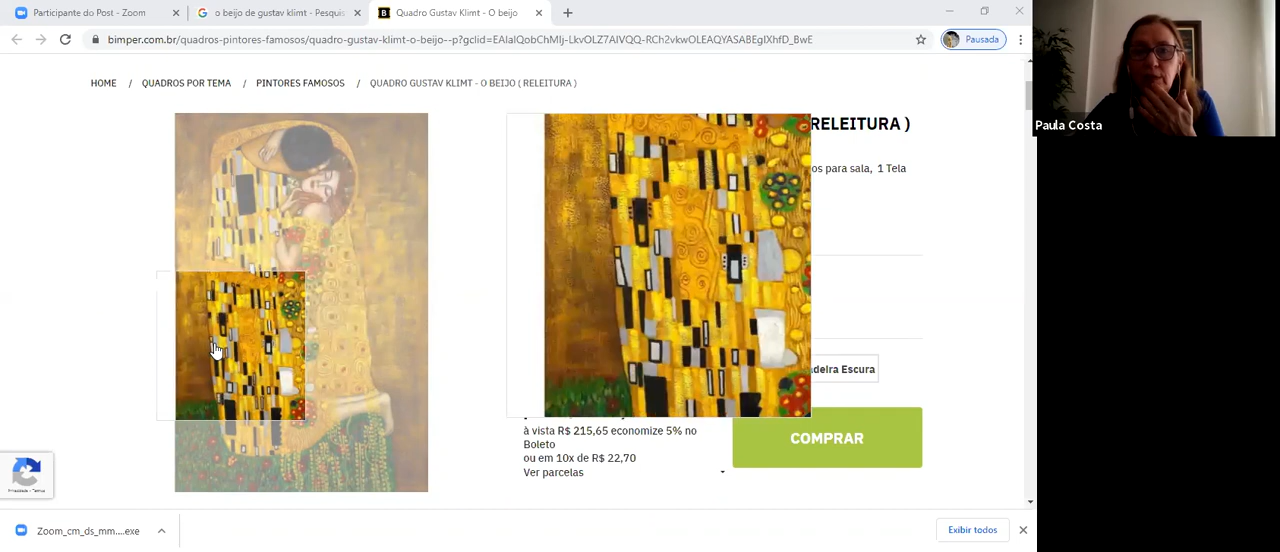 Participante do Post - Zoom
o beijo de gustav klimt - Pesquis
Quadro Gustav Klimt - O beijo
bimper.com.br/quadros-pintores-famosos/quadro-gustav-klimt-o-beijo--p?gclid=EAIaIQobChMIj-LkvOLZ7AIVQQ-RCh2vkwOLEAQYASABEgIXhfD_BwE
Pausada
HOME / QUADROS POR TEMA / PINTORES FAMOSOS / QUADRO GUSTAV KLIMT - O BEIJO ( RELEITURA )
RELEITURA )
os para sala, 1 Tela
deira Escura
à vista R$ 215,65 economize 5% no
Boleto
ou em 10x de R$ 22,70
Ver parcelas
COMPRAR
Privacidade - Termos
Zoom_cm_ds_mm....exe
Exibir todos
Paula Costa